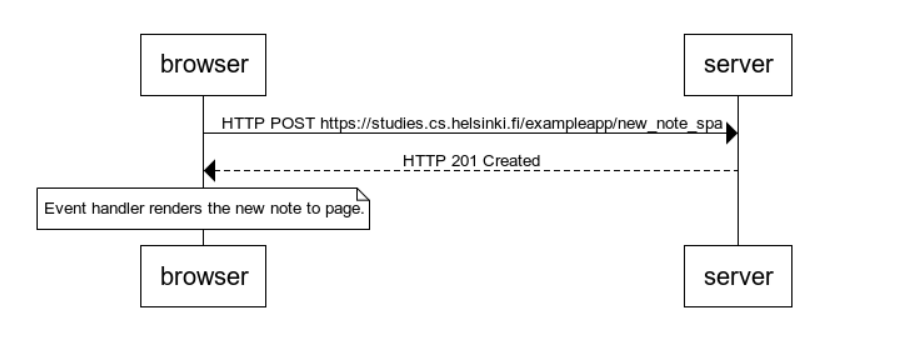 browser
server
HTTP POST https://studies.cs.helsinki.fi/exampleapp/new_note_spa
HTTP 201 Created
Event handler renders the new note to page.
browser
server